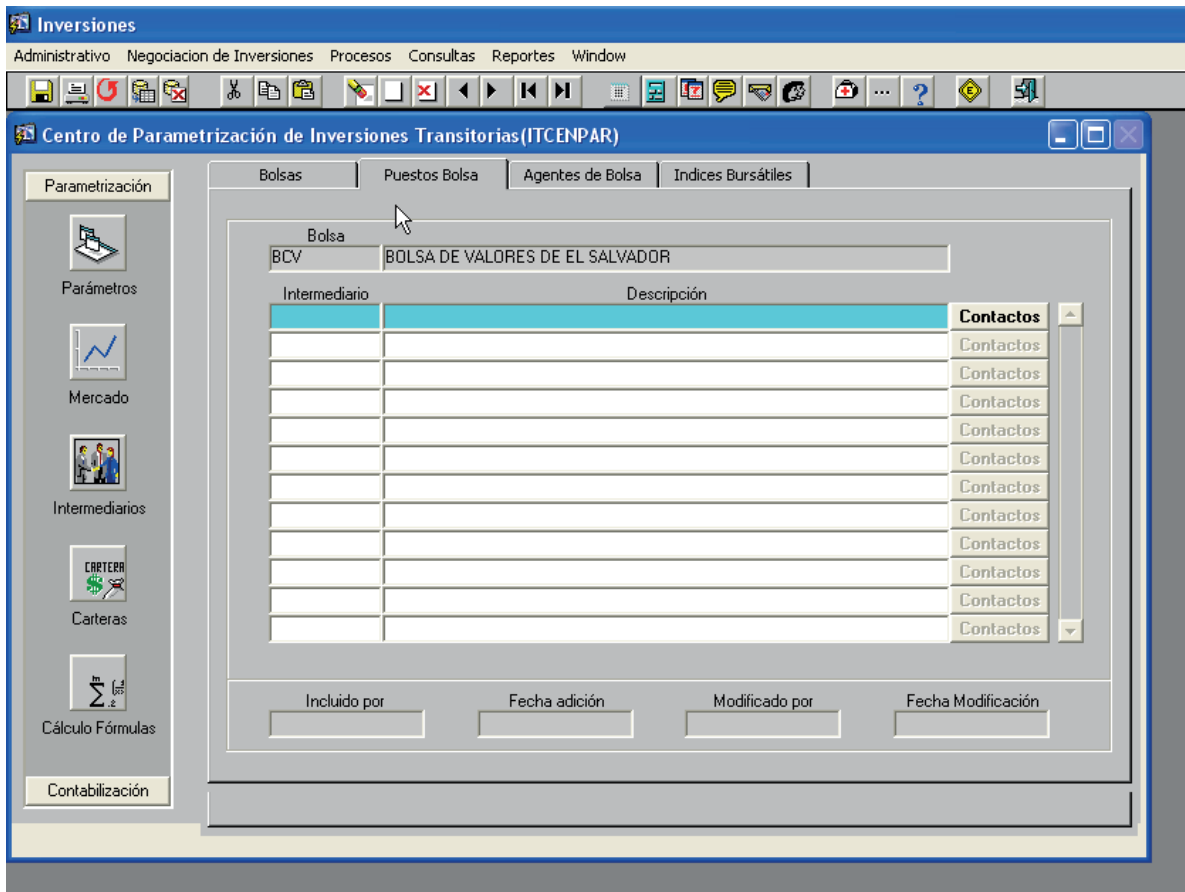 Inversiones
Administrativo Negociacion de Inversiones Procesos Consultas Reportes Window
Centro de Parametrización de Inversiones Transitorias(ITCENPAR)
Parametrización
Parámetros
Mercado
Intermediarios
CARTERA
Carteras
Cálculo Fórmulas
Contabilización
Bolsas Puestos Bolsa Agentes de Bolsa Indices Bursátiles
Bolsa
BCV BOLSA DE VALORES DE EL SALVADOR
Intermediario Descripción
Contactos
Contactos
Contactos
Contactos
Contactos
Contactos
Contactos
Contactos
Contactos
Contactos
Contactos
Contactos
Incluido por Fecha adición Modificado por Fecha Modificación